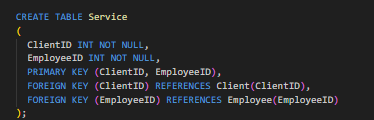 CREATE TABLE Service
(
  ClientID INT NOT NULL,
  EmployeeID INT NOT NULL,
  PRIMARY KEY (ClientID, EmployeeID),
  FOREIGN KEY (ClientID) REFERENCES Client(ClientID),
  FOREIGN KEY (EmployeeID) REFERENCES Employee(EmployeeID)
);